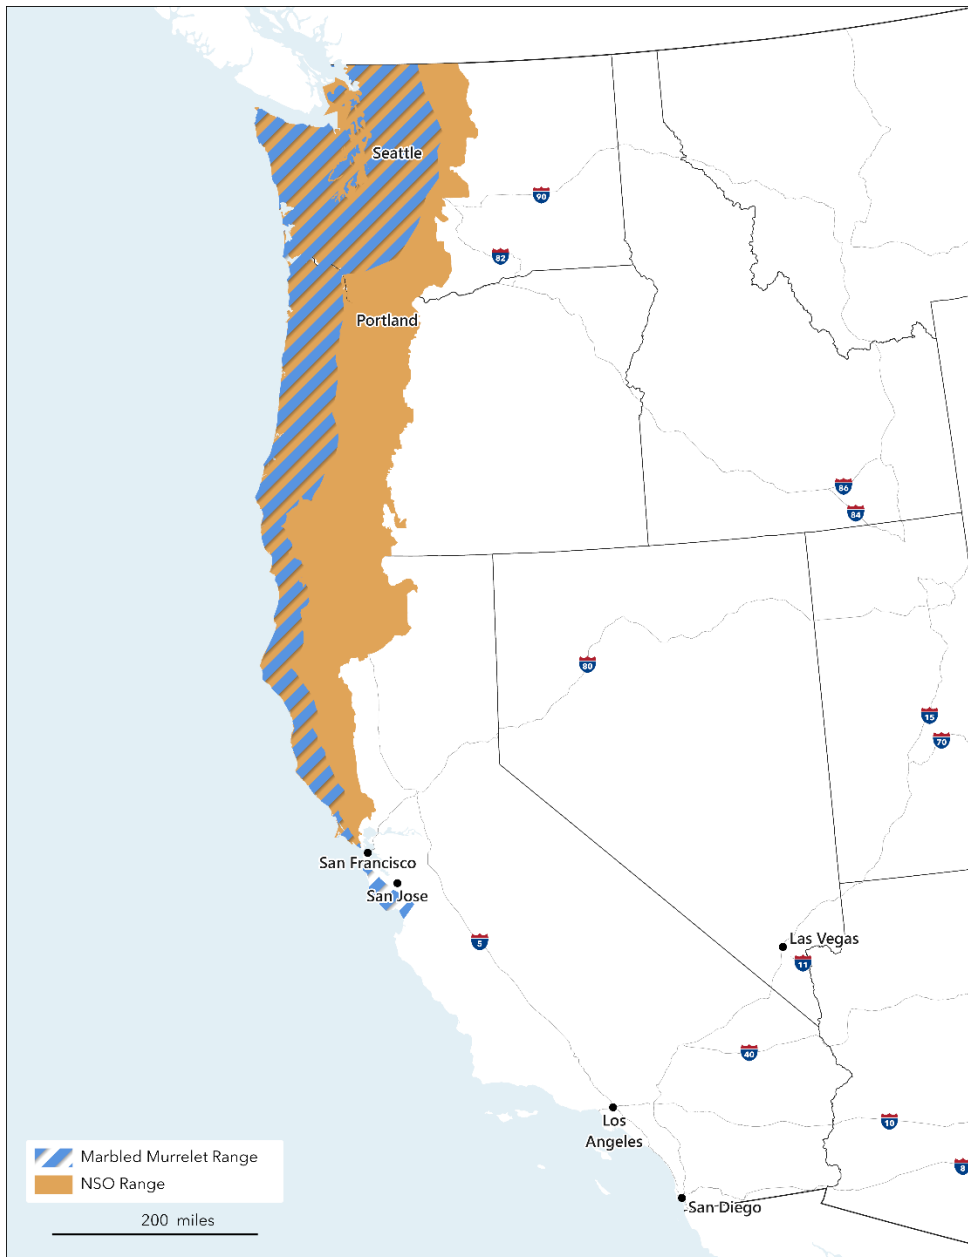 Seattle
90
82
Portland
86
84
80
15
70
San Francisco
San Jose
5
Las Vegas
11
40
Los
Angeles
10
8
San Diego
Marbled Murrelet Range
NSO Range
200 miles